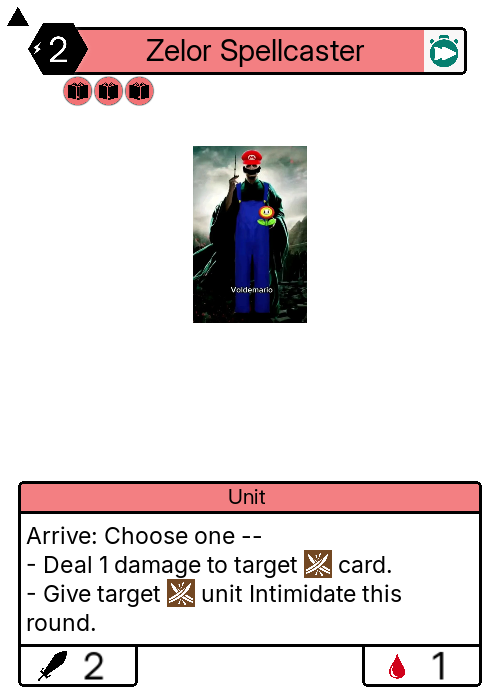 2
Zelor Spellcaster
Voldemario
Unit
Arrive: Choose one --
- Deal 1 damage to target card.
- Give target unit Intimidate this
round.
2
1